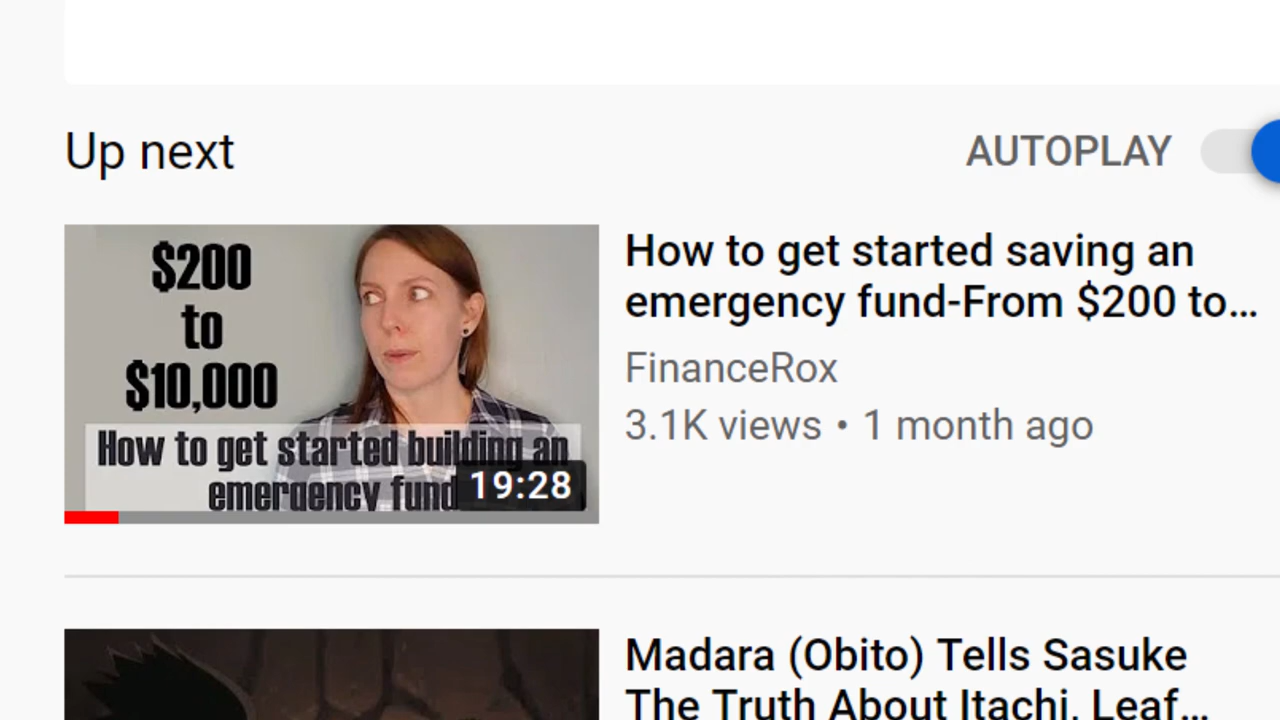 Up next
AUTOPLAY
$200
to
$10,000
How to get started building an
emergency fund
19:28
How to get started saving an
emergency fund-From $200 to...
FinanceRox
3.1K views • 1 month ago
Madara (Obito) Tells Sasuke
The Truth About Itachi, Leaf...